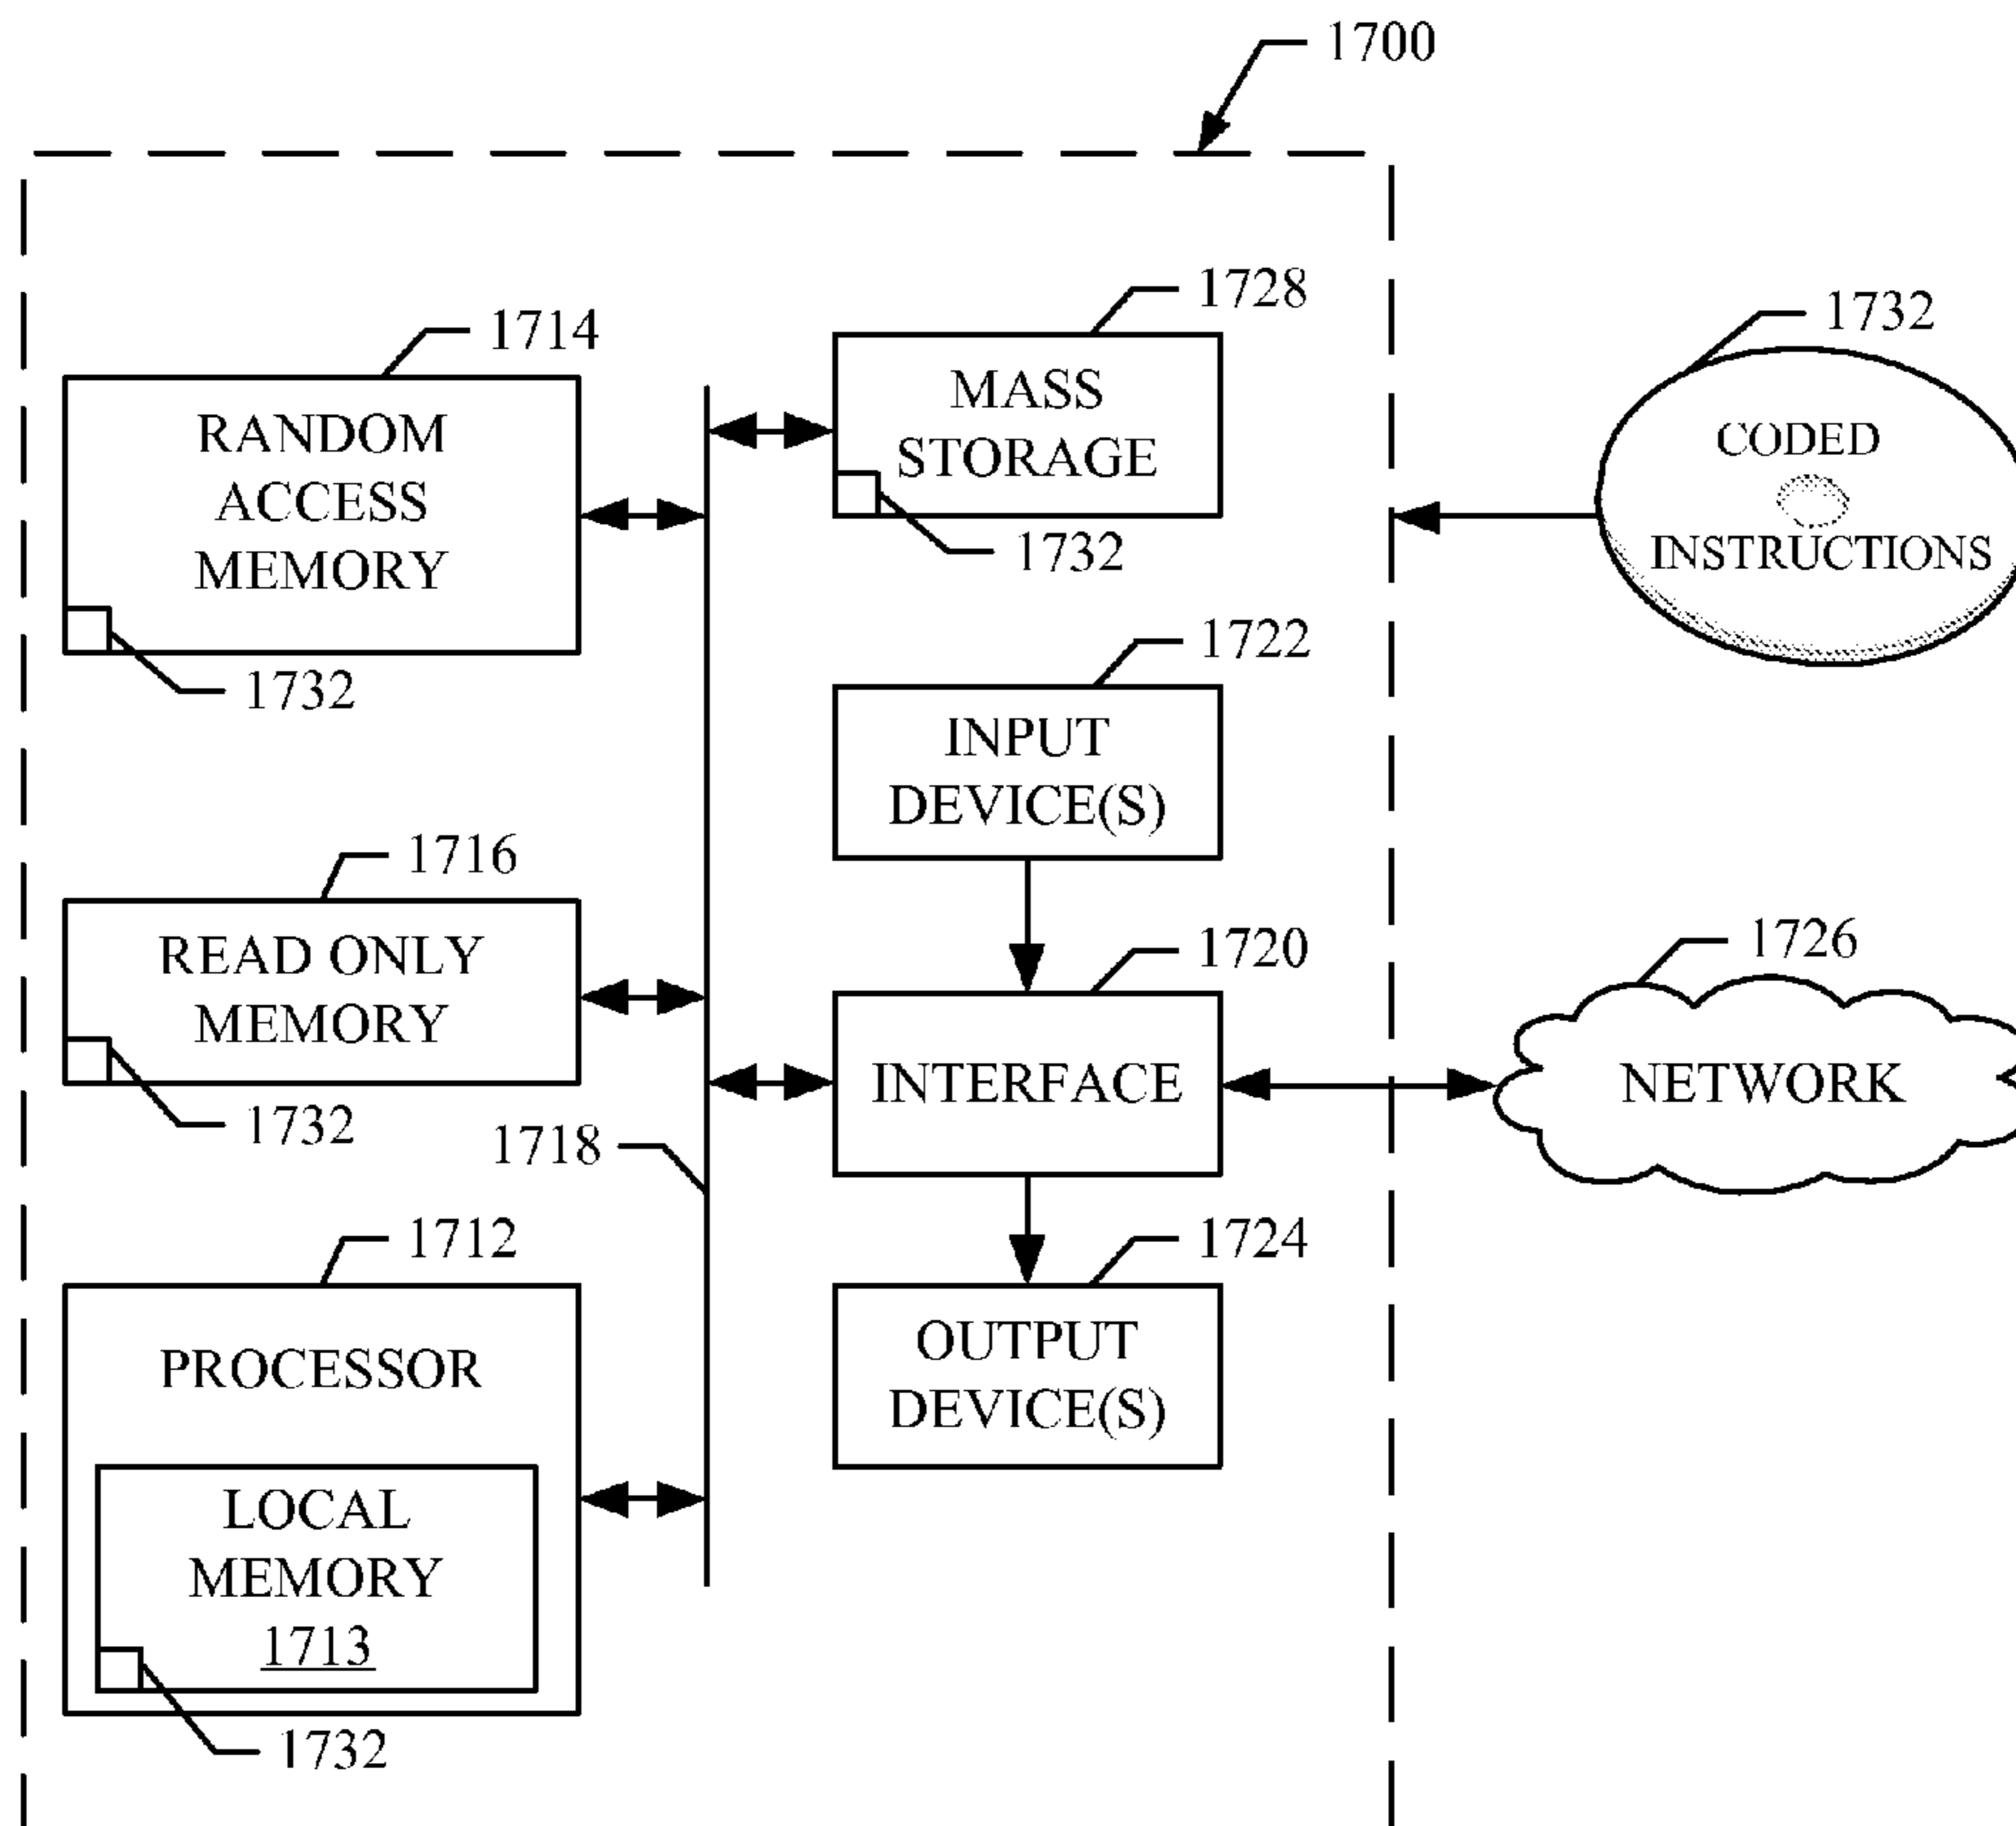 1700
1728
1714
1732
MASS
STORAGE
RANDOM
ACCESS
MEMORY
CODED
INSTRUCTIONS
1732
1732
1722
INPUT
DEVICE(S)
1716
READ ONLY
MEMORY
1720
1726
INTERFACE
NETWORK
1732
1718
1712
1724
PROCESSOR
OUTPUT
DEVICE(S)
LOCAL
MEMORY
1713
1732